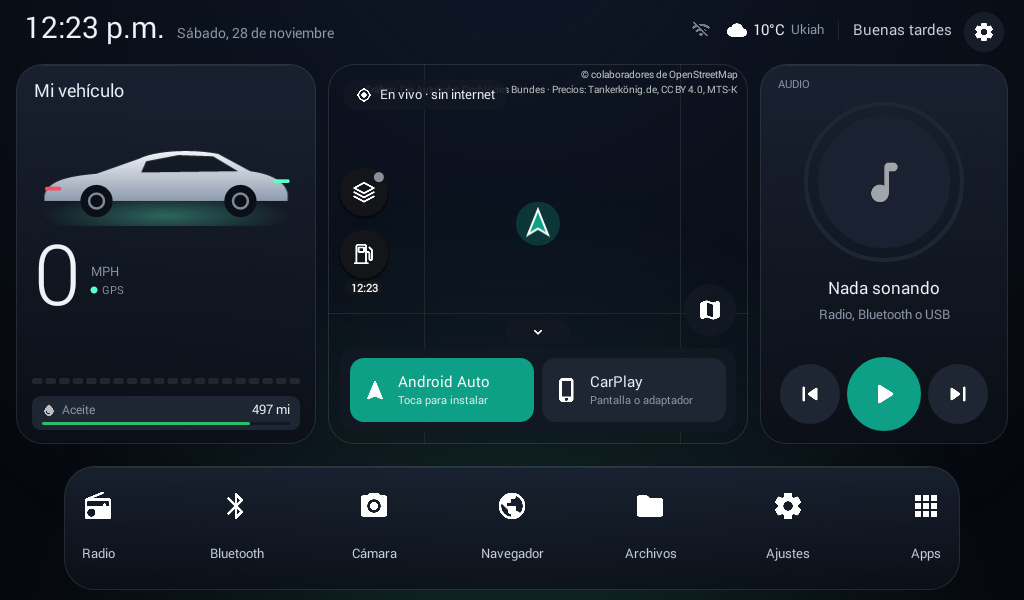 12:23 p.m. Sábado, 28 de noviembre
10°C Ukiah Buenas tardes
Mi vehículo
0 MPH
GPS
Aceite 497 mi
© colaboradores de OpenStreetMap
Bundes · Precios: Tankerkönig.de, CC BY 4.0, MTS-K
En vivo · sin internet
12:23
Android Auto
Toca para instalar
CarPlay
Pantalla o adaptador
AUDIO
Nada sonando
Radio, Bluetooth o USB
Radio Bluetooth Cámara Navegador Archivos Ajustes Apps